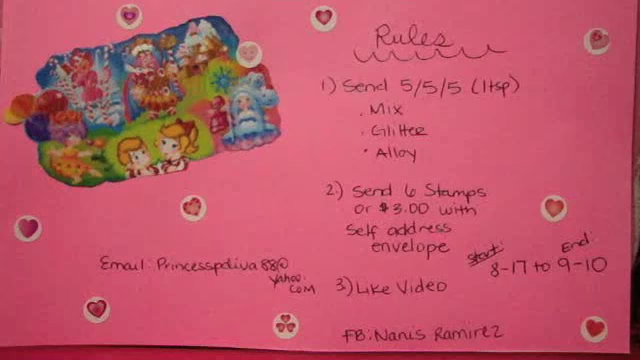 Rules
1) Send 5/5/5 (1tsp)
. Mix
. Glitter
. Alloy
2) Send 6 Stamps
or $3.00 with
self address
envelope
Start: End:
8-17 to 9-10
3) Like Video
Email: Princesspdiva88@
Yahoo.
com
FB: Nanis Ramirez